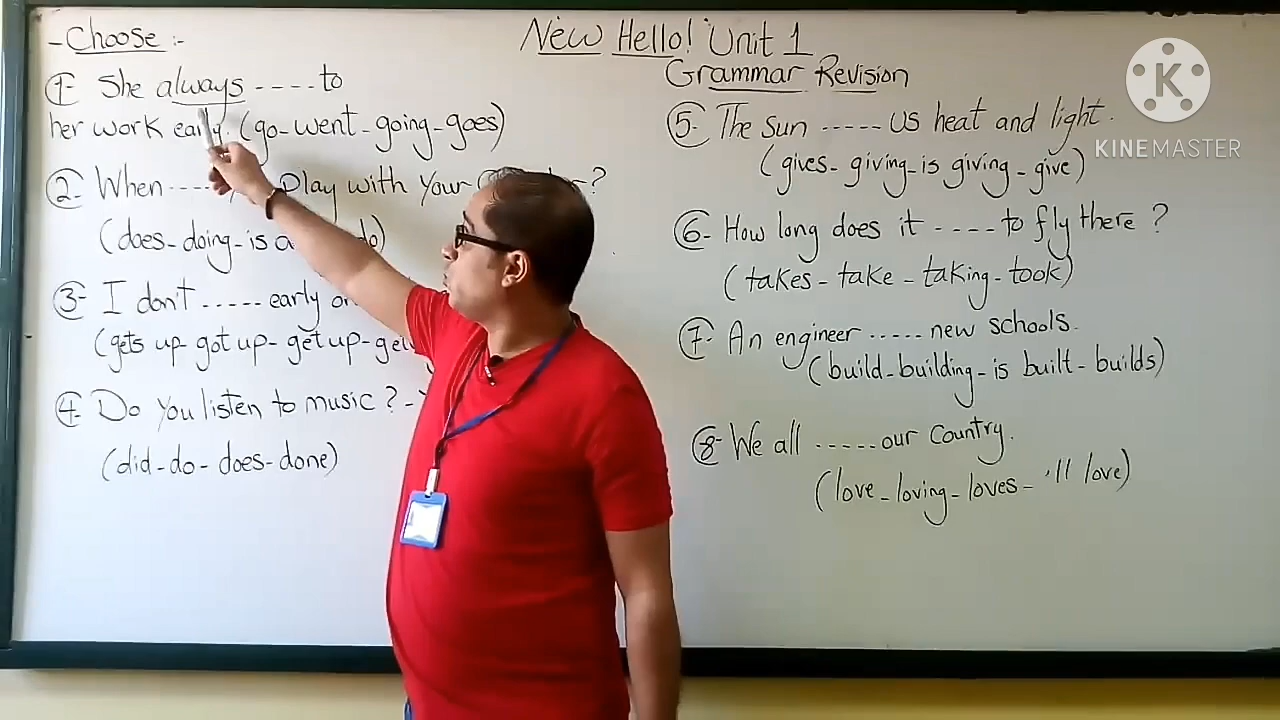 - Choose :-
New Hello! Unit 1
Grammar Revision
1- She always ---- to
her work early. (go - went - going - goes)
2- When ---- Play with your
(does - doing - is
3- I don't ----- early
(gets up - got up - get up -
4- Do you listen to music ? -
(did - do - does - done)
5- The sun ----- us heat and light.
(gives - giving - is giving - give)
6- How long does it ---- to fly there ?
(takes - take - taking - took)
7- An engineer ----- new schools.
(build - building - is built - builds)
8- We all ----- our country.
(love - loving - loves - 'll love)
K
KINEMASTER